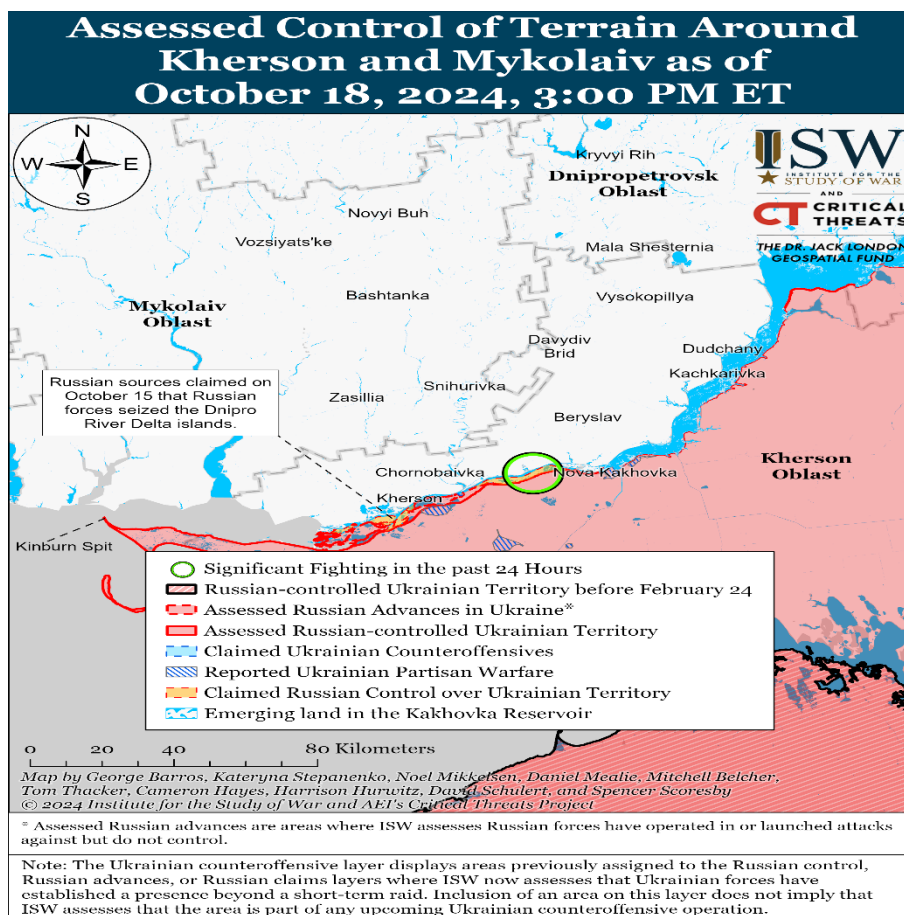 Assessed Control of Terrain Around
Kherson and Mykolaiv as of
October 18, 2024, 3:00 PM ET
N
W E
S
Kryvyi Rih
Dnipropetrovsk
Oblast
ISW
INSTITUTE FOR THE
STUDY OF WAR
AND
CT CRITICAL
THREATS
THE DR. JACK LONDON
GEOSPATIAL FUND
Novyi Buh
Vozsiyats'ke
Mala Shesternia
Bashtanka
Vysokopillya
Mykolaiv
Oblast
Davydiv
Brid
Dudchany
Kachkarivka
Russian sources claimed on
October 15 that Russian
forces seized the Dnipro
River Delta islands.
Snihurivka
Zasillia
Beryslav
Kherson
Oblast
Chornobaivka
Nova Kakhovka
Kherson
Kinburn Spit
Significant Fighting in the past 24 Hours
Russian-controlled Ukrainian Territory before February 24
Assessed Russian Advances in Ukraine*
Assessed Russian-controlled Ukrainian Territory
Claimed Ukrainian Counteroffensives
Reported Ukrainian Partisan Warfare
Claimed Russian Control over Ukrainian Territory
Emerging land in the Kakhovka Reservoir
0 20 40 80 Kilometers
Map by George Barros, Kateryna Stepanenko, Noel Mikkelsen, Daniel Mealie, Mitchell Belcher,
Tom Thacker, Cameron Hayes, Harrison Hurwitz, David Schulert, and Spencer Scoresby
© 2024 Institute for the Study of War and AEI's Critical Threats Project
* Assessed Russian advances are areas where ISW assesses Russian forces have operated in or launched attacks
against but do not control.
Note: The Ukrainian counteroffensive layer displays areas previously assigned to the Russian control,
Russian advances, or Russian claims layers where ISW now assesses that Ukrainian forces have
established a presence beyond a short-term raid. Inclusion of an area on this layer does not imply that
ISW assesses that the area is part of any upcoming Ukrainian counteroffensive operation.